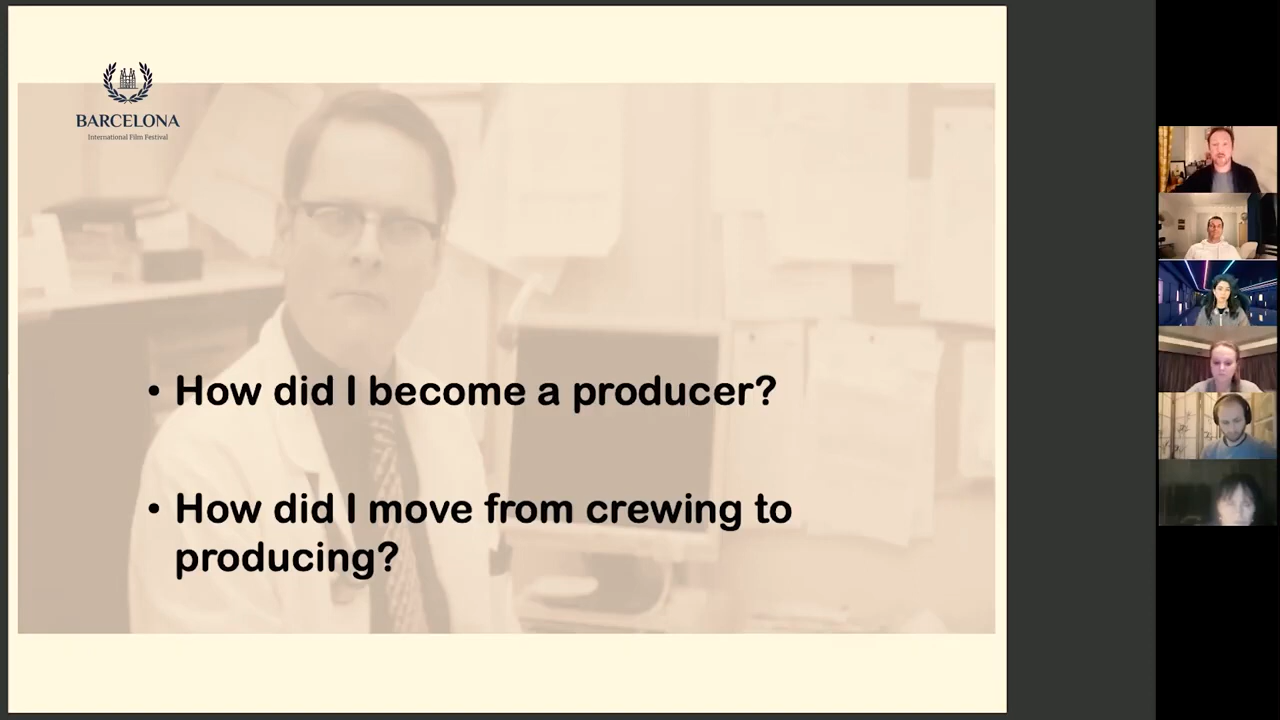 BARCELONA
International Film Festival
• How did I become a producer?
• How did I move from crewing to
producing?